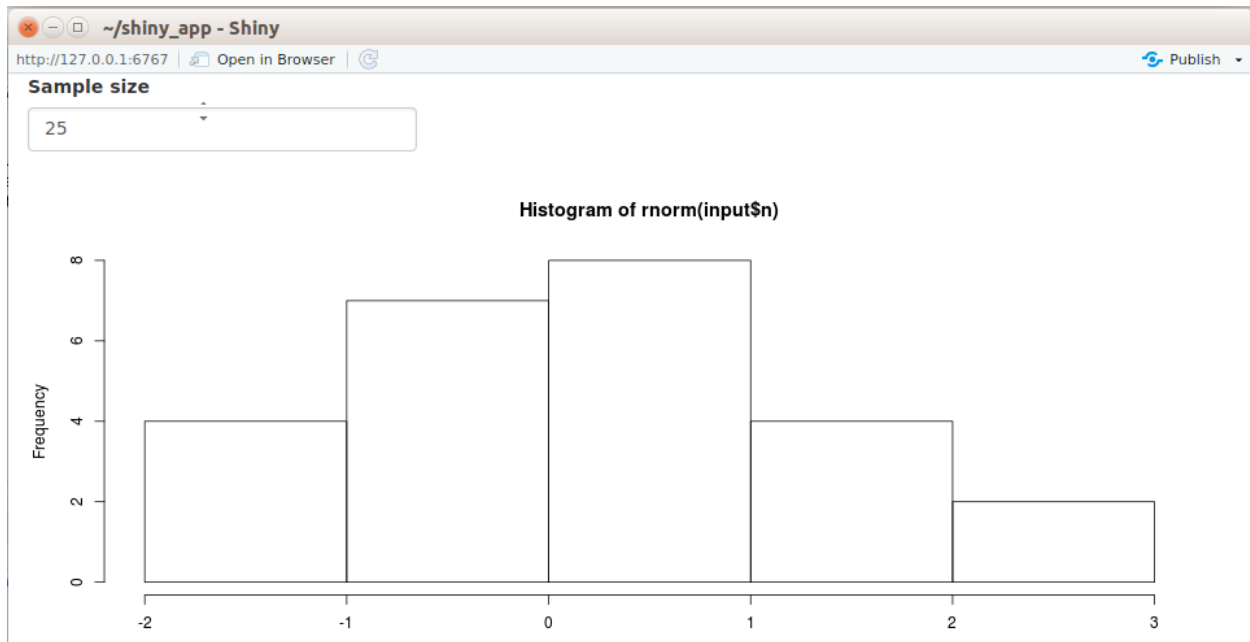 ~/shiny_app - Shiny
http://127.0.0.1:6767 Open in Browser Publish
Sample size
25
Histogram of rnorm(input$n)
8
6
4
2
0
Frequency
-2 -1 0 1 2 3